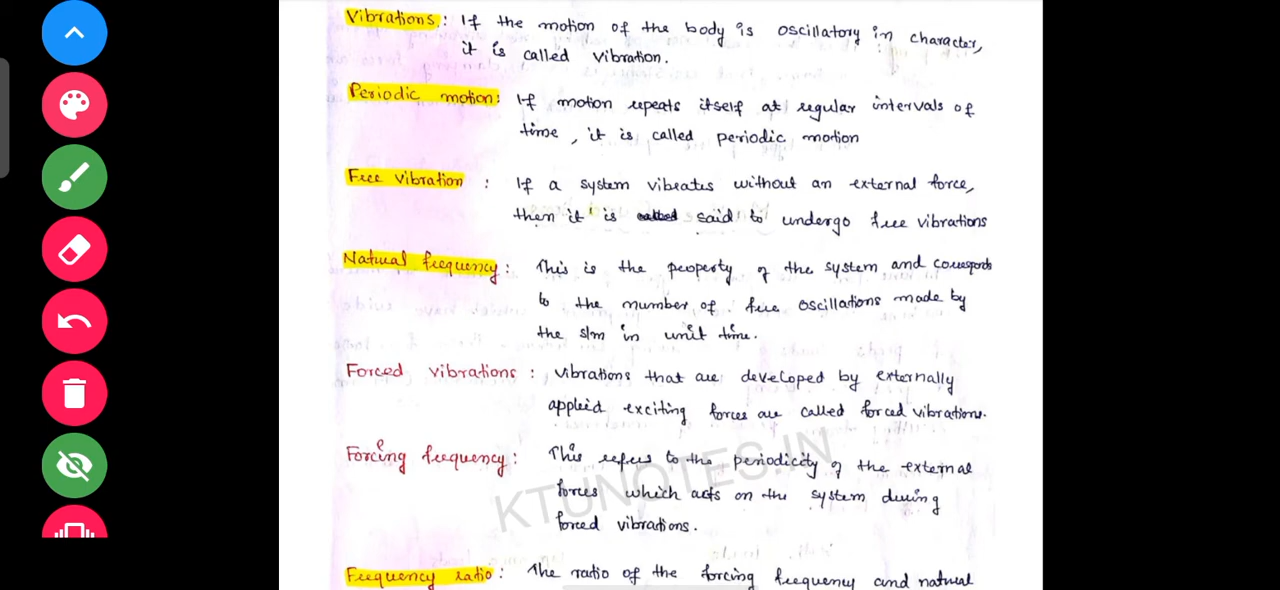 Vibrations : If the motion of the body is oscillatory in character,
it is called vibration.
Periodic motion : If motion repeats itself at regular intervals of
time, it is called periodic motion
Free vibration : If a system vibrates without an external force,
then it is called said to undergo free vibrations
Natural frequency : This is the property of the system and corresponds
to the number of free oscillations made by
the s/m in unit time.
Forced vibrations : Vibrations that are developed by externally
applied exciting forces are called forced vibrations.
Forcing frequency : This refers to the periodicity of the external
forces which acts on the system during
forced vibrations.
KTUNOTES.IN
Frequency ratio : The ratio of the forcing frequency and natural